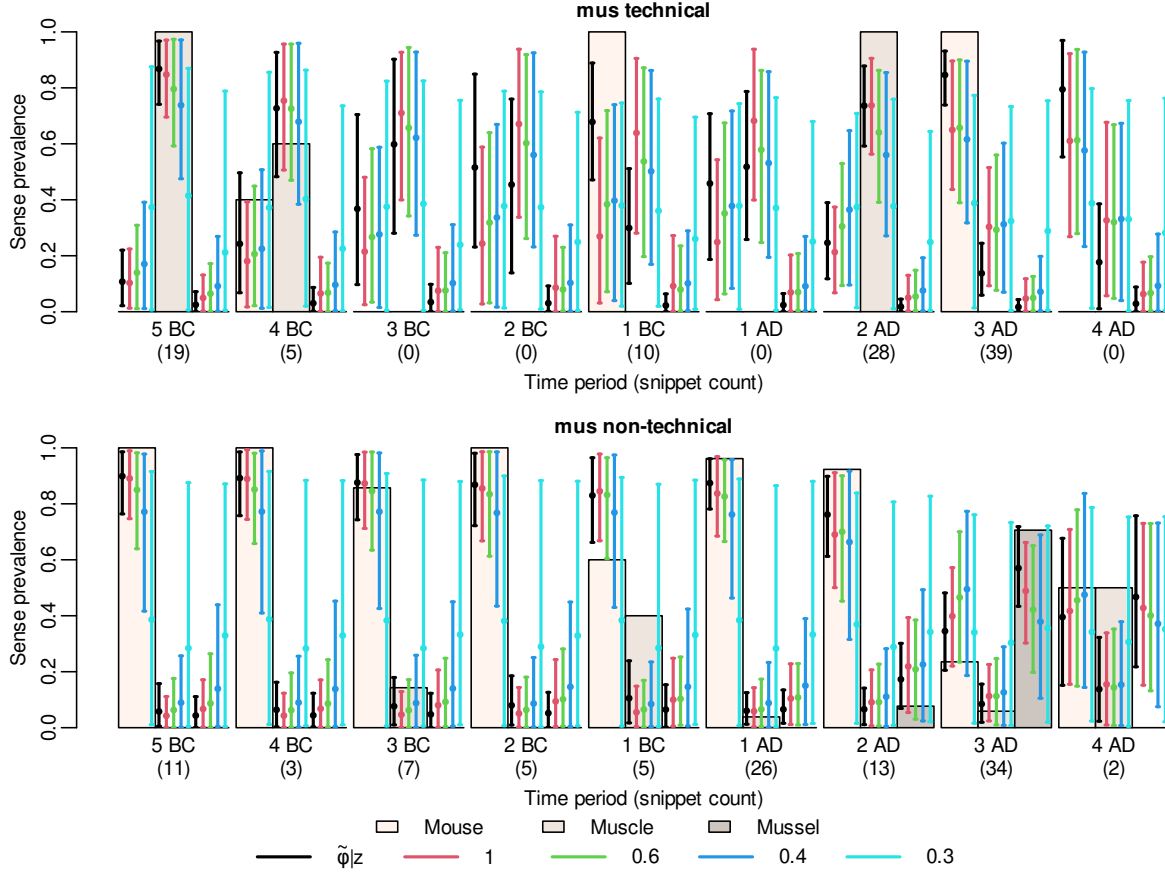 mus technical
Sense prevalence
1.0
0.8
0.6
0.4
0.2
0.0
5 BC 4 BC 3 BC 2 BC 1 BC 1 AD 2 AD 3 AD 4 AD
(19) (5) (0) (0) (10) (0) (28) (39) (0)
Time period (snippet count)
mus non-technical
Sense prevalence
1.0
0.8
0.6
0.4
0.2
0.0
5 BC 4 BC 3 BC 2 BC 1 BC 1 AD 2 AD 3 AD 4 AD
(11) (3) (7) (5) (5) (26) (13) (34) (2)
Time period (snippet count)
Mouse Muscle Mussel
φ̃|z 1 0.6 0.4 0.3